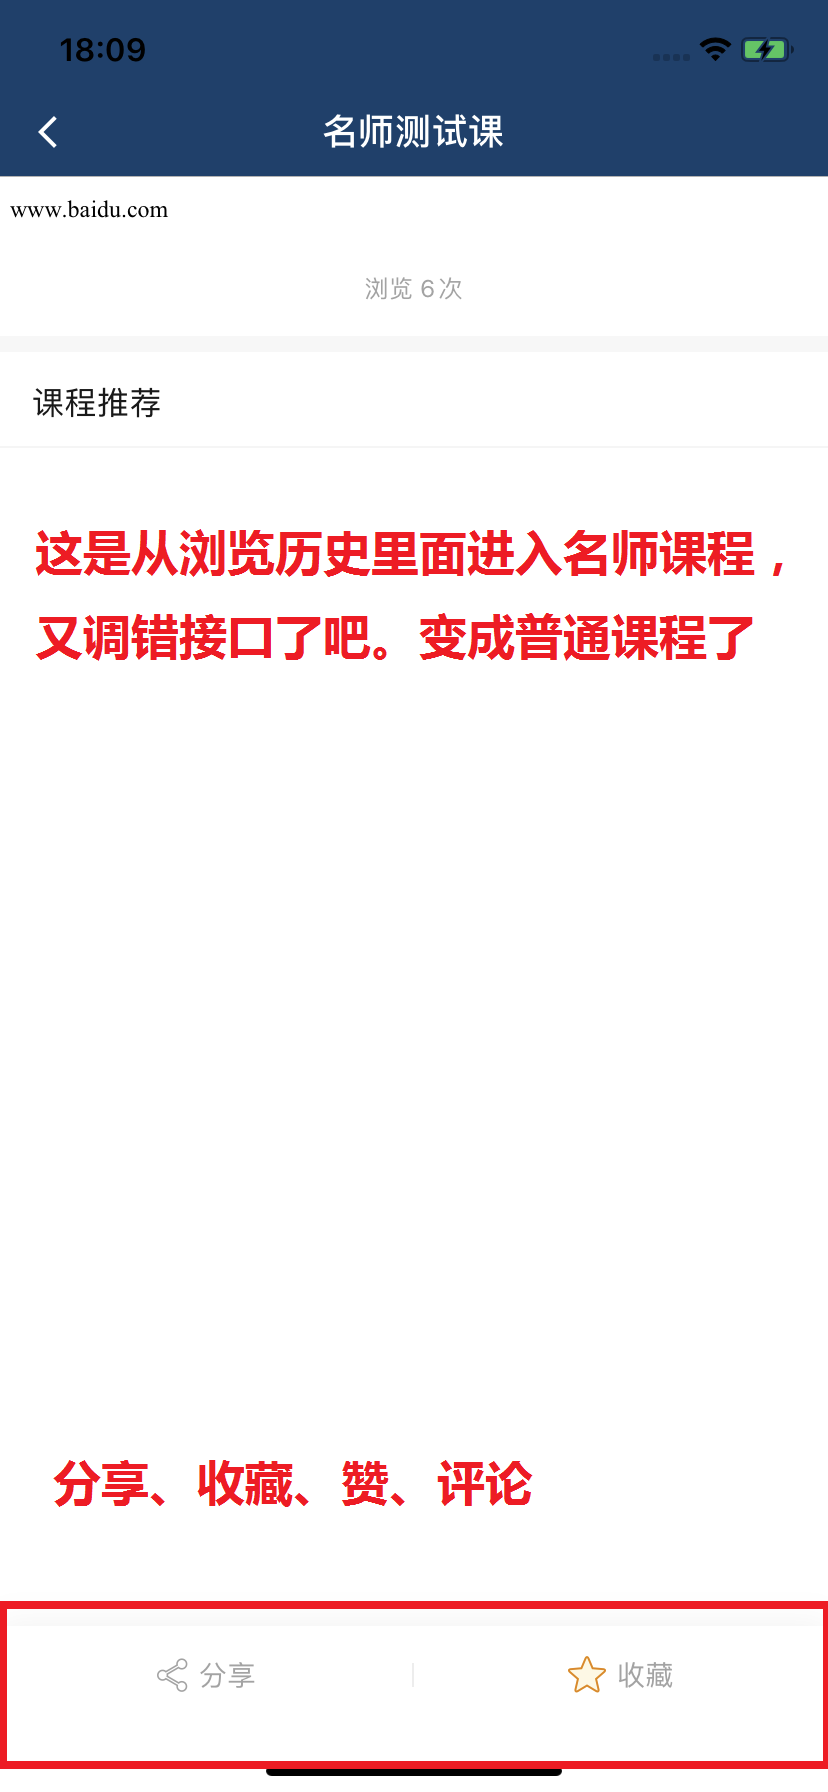 18:09
名师测试课
www.baidu.com
浏览 6次
课程推荐
这是从浏览历史里面进入名师课程，
又调错接口了吧。变成普通课程了
分享、收藏、赞、评论
分享
收藏